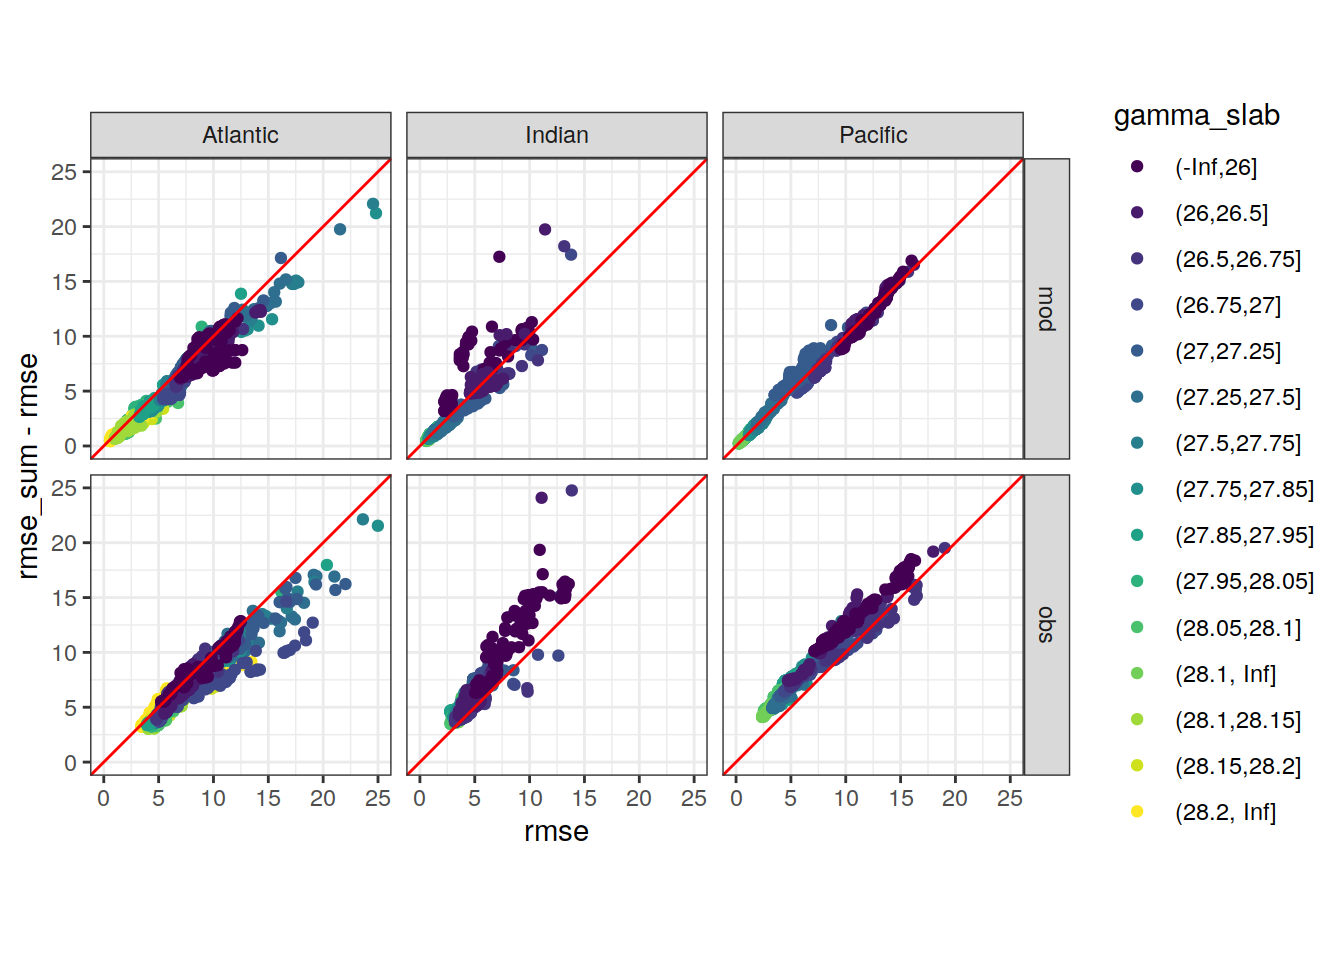 Atlantic
Indian
Pacific
mod
obs
25
20
15
10
5
0
25
20
15
10
5
0
0 5 10 15 20 25
0 5 10 15 20 25
0 5 10 15 20 25
rmse
rmse_sum - rmse
gamma_slab
(-Inf,26]
(26,26.5]
(26.5,26.75]
(26.75,27]
(27,27.25]
(27.25,27.5]
(27.5,27.75]
(27.75,27.85]
(27.85,27.95]
(27.95,28.05]
(28.05,28.1]
(28.1, Inf]
(28.1,28.15]
(28.15,28.2]
(28.2, Inf]